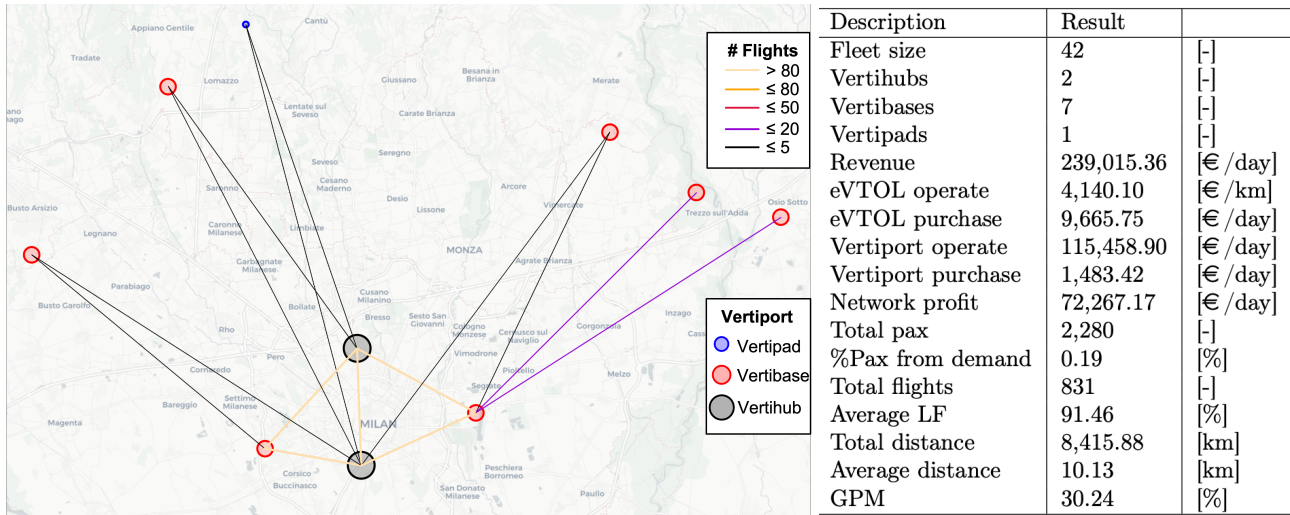 Cantù
Appiano Gentile
Tradate
Lomazzo
Giussano
Besana in
Brianza
Merate
Lentate sul
Seveso
Carate Brianza
Seveso
Seregno
Cesano
Maderno
Saronno
Desio
Lissone
Arcore
Vimercate
Trezzo sull'Adda
Osio Sotto
Busto Arsizio
Legnano
Caronno
Milanese
Limbiate
MONZA
Garbagnate
Milanese
Agrate Brianza
Parabiago
Busto Garolfo
Bollate
Cusano
Milanino
Bresso
Sesto San
Giovanni
Cologno
Monzese
Cernusco sul
Naviglio
Gorgonzola
Inzago
Rho
Pero
Vimodrone
Pioltello
Melzo
Cornaredo
Segrate
Settimo
Milanese
Bareggio
Magenta
MILAN
Corsico
Buccinasco
Peschiera
Borromeo
San Donato
Milanese
Paullo
# Flights
> 80
≤ 80
≤ 50
≤ 20
≤ 5
Vertiport
Vertipad
Vertibase
Vertihub
Description Result
Fleet size 42 [-]
Vertihubs 2 [-]
Vertibases 7 [-]
Vertipads 1 [-]
Revenue 239,015.36 [€/day]
eVTOL operate 4,140.10 [€/km]
eVTOL purchase 9,665.75 [€/day]
Vertiport operate 115,458.90 [€/day]
Vertiport purchase 1,483.42 [€/day]
Network profit 72,267.17 [€/day]
Total pax 2,280 [-]
%Pax from demand 0.19 [%]
Total flights 831 [-]
Average LF 91.46 [%]
Total distance 8,415.88 [km]
Average distance 10.13 [km]
GPM 30.24 [%]